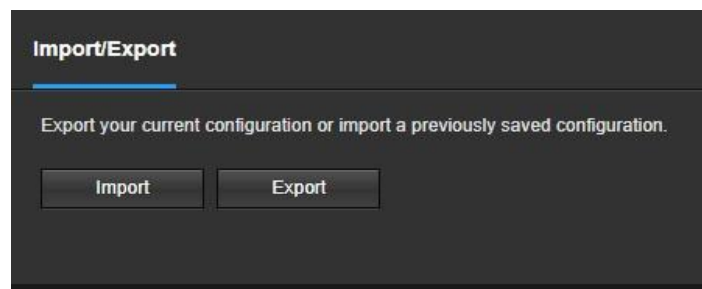 Import/Export
Export your current configuration or import a previously saved configuration.
Import
Export